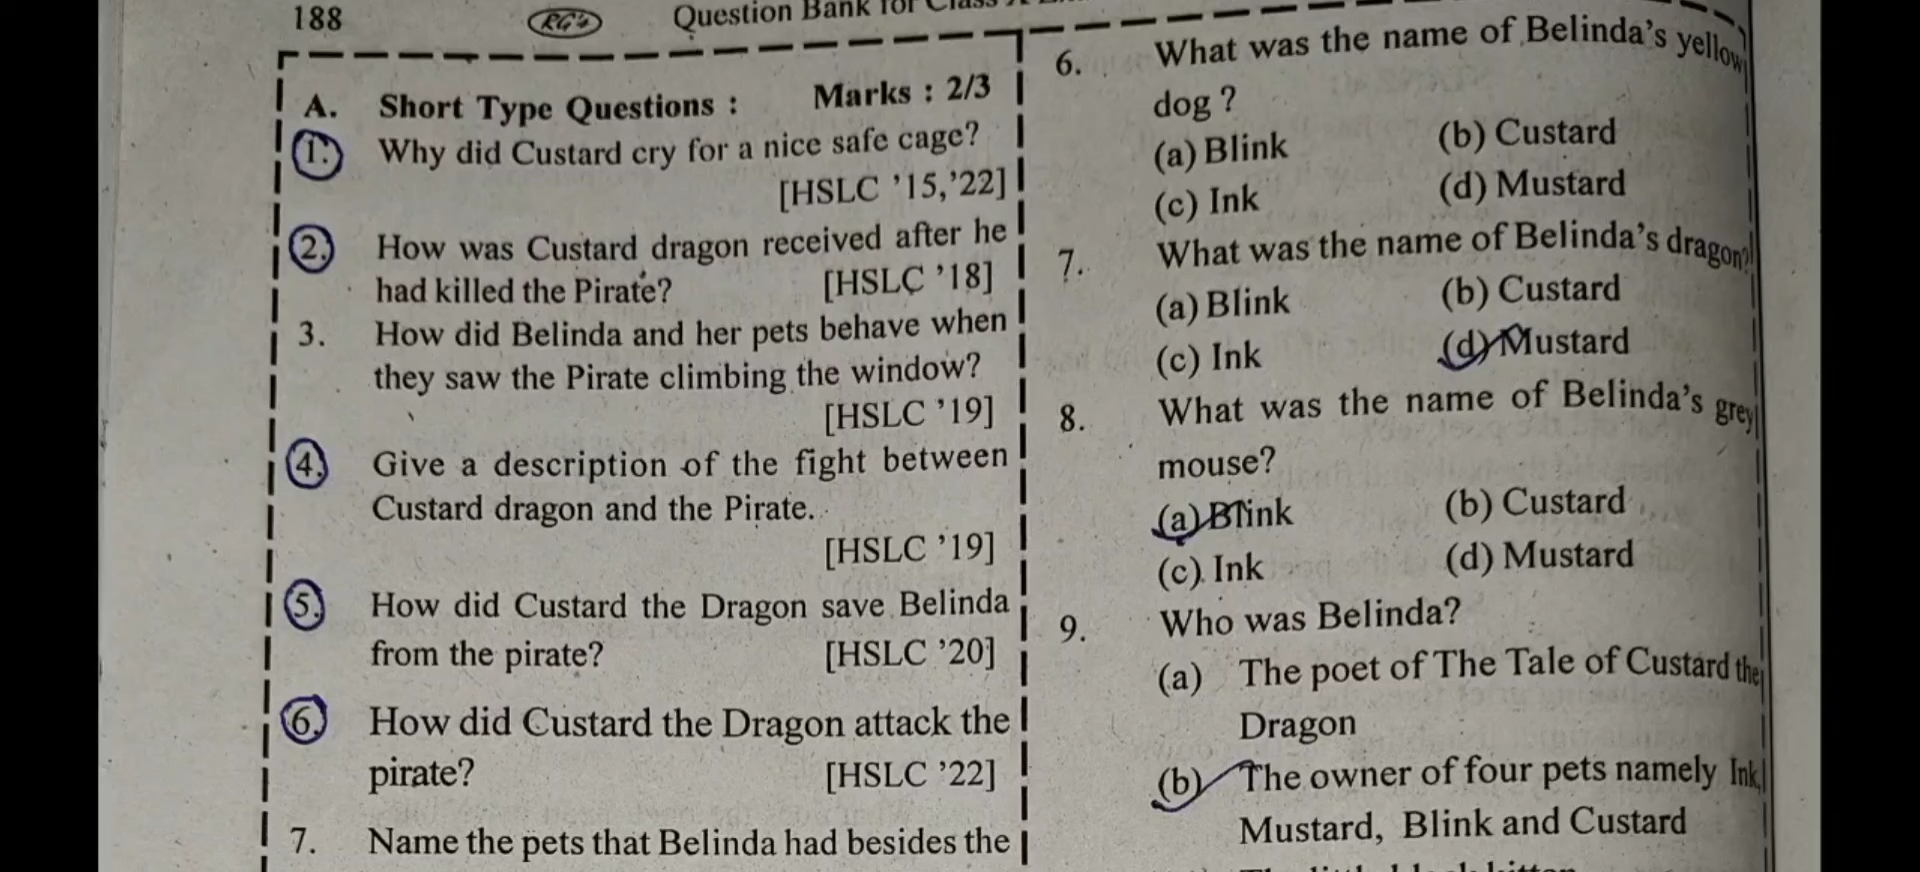 188
RG's
Question Bank for Class X
A. Short Type Questions : Marks : 2/3
1. Why did Custard cry for a nice safe cage?
[HSLC '15,'22]
2. How was Custard dragon received after he
had killed the Pirate? [HSLC '18]
3. How did Belinda and her pets behave when
they saw the Pirate climbing the window?
[HSLC '19]
4. Give a description of the fight between
Custard dragon and the Pirate.
[HSLC '19]
5. How did Custard the Dragon save Belinda
from the pirate? [HSLC '20]
6. How did Custard the Dragon attack the
pirate? [HSLC '22]
7. Name the pets that Belinda had besides the
6. What was the name of Belinda's yellow
dog ?
(a) Blink (b) Custard
(c) Ink (d) Mustard
7. What was the name of Belinda's dragon?
(a) Blink (b) Custard
(c) Ink (d) Mustard
8. What was the name of Belinda's grey
mouse?
(a) Blink (b) Custard
(c) Ink (d) Mustard
9. Who was Belinda?
(a) The poet of The Tale of Custard the
Dragon
(b) The owner of four pets namely Ink,
Mustard, Blink and Custard